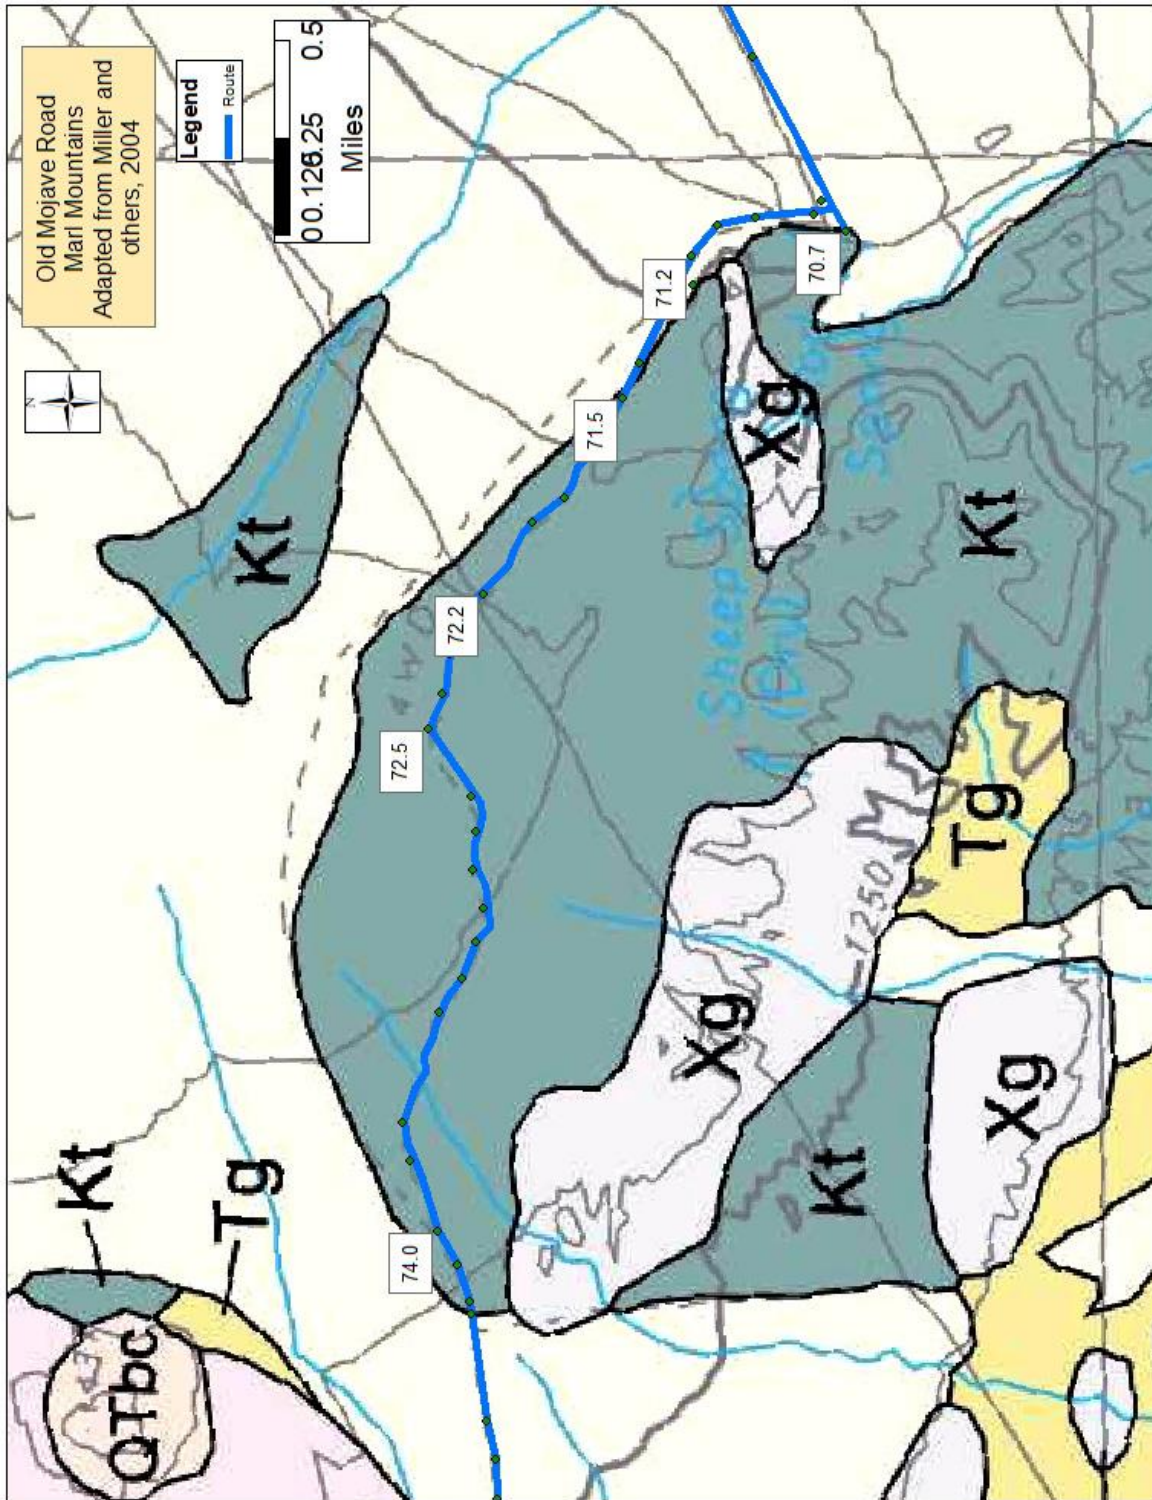 Old Mojave Road
Marl Mountains
Adapted from Miller and
others, 2004
N
Legend
Route
0 0.125 0.25 0.5
Miles
Kt
Kt
Tg
QTbc
4WD
70.7
71.2
71.5
72.2
72.5
74.0
Xg
Sheep
Kt
Tg
1250
Xg
Kt
Xg